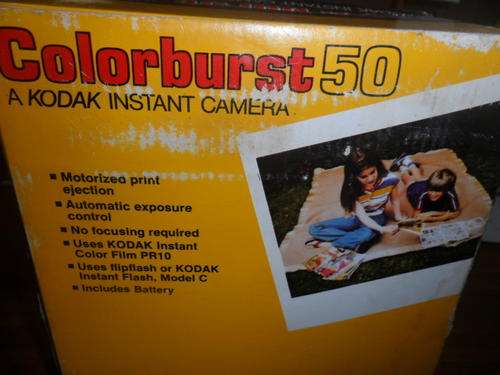 Colorburst 50
A KODAK INSTANT CAMERA
■ Motorized print
ejection
■ Automatic exposure
control
■ No focusing required
■ Uses KODAK Instant
Color Film PR10
■ Uses flipflash or KODAK
Instant Flash, Model C
■ Includes Battery